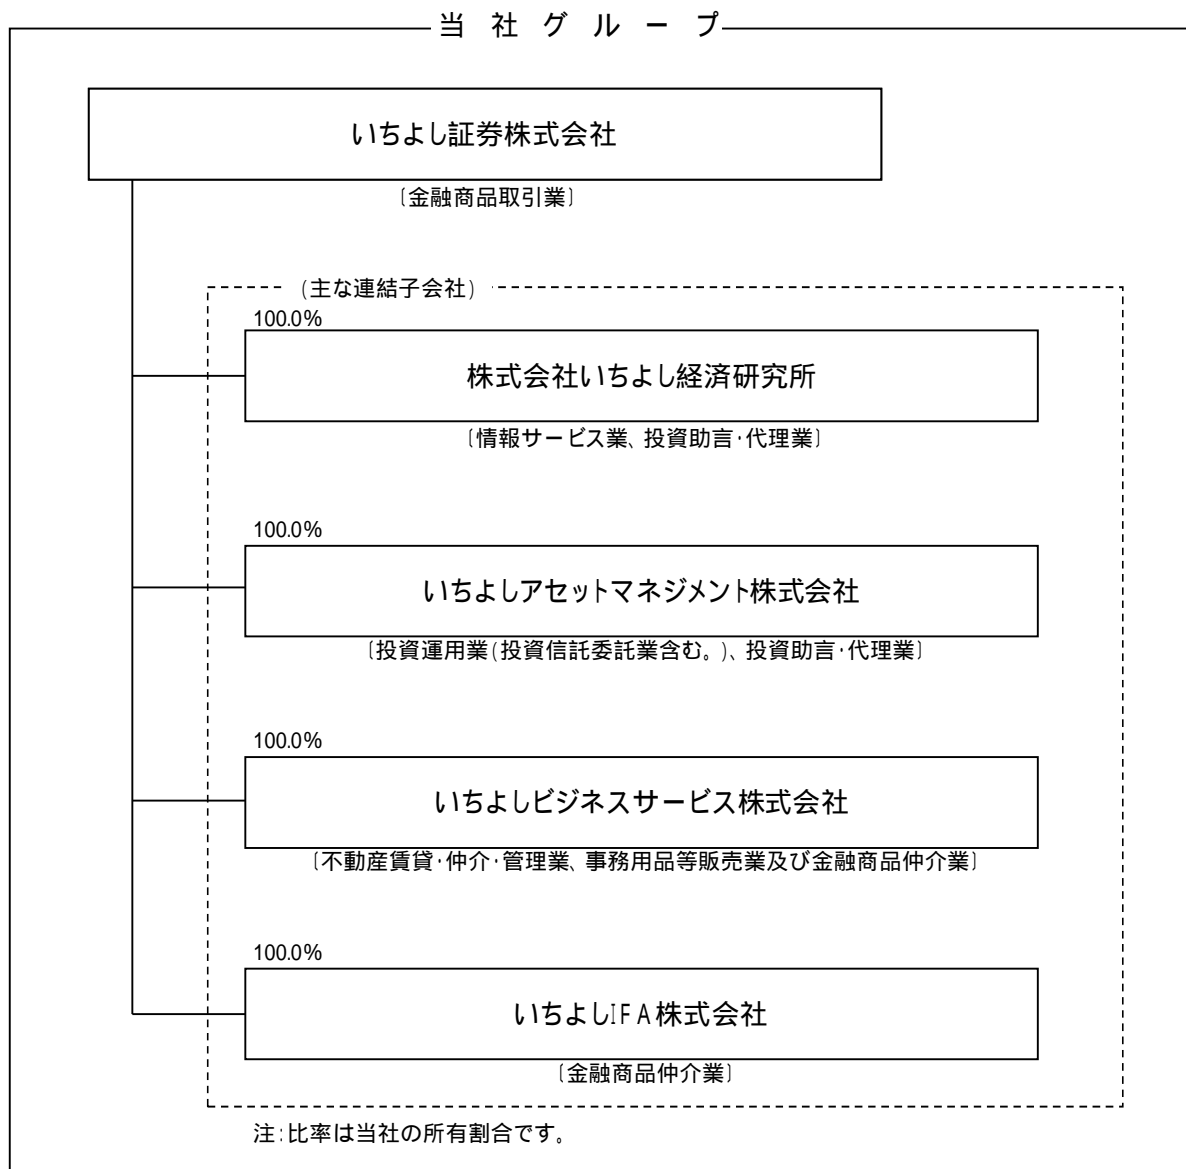 当社グループ
いちよし証券株式会社
〔金融商品取引業〕
(主な連結子会社)
100.0%
株式会社いちよし経済研究所
〔情報サービス業、投資助言・代理業〕
100.0%
いちよしアセットマネジメント株式会社
〔投資運用業(投資信託委託業含む。)、投資助言・代理業〕
100.0%
いちよしビジネスサービス株式会社
〔不動産賃貸・仲介・管理業、事務用品等販売業及び金融商品仲介業〕
100.0%
いちよしIFA株式会社
〔金融商品仲介業〕
注:比率は当社の所有割合です。